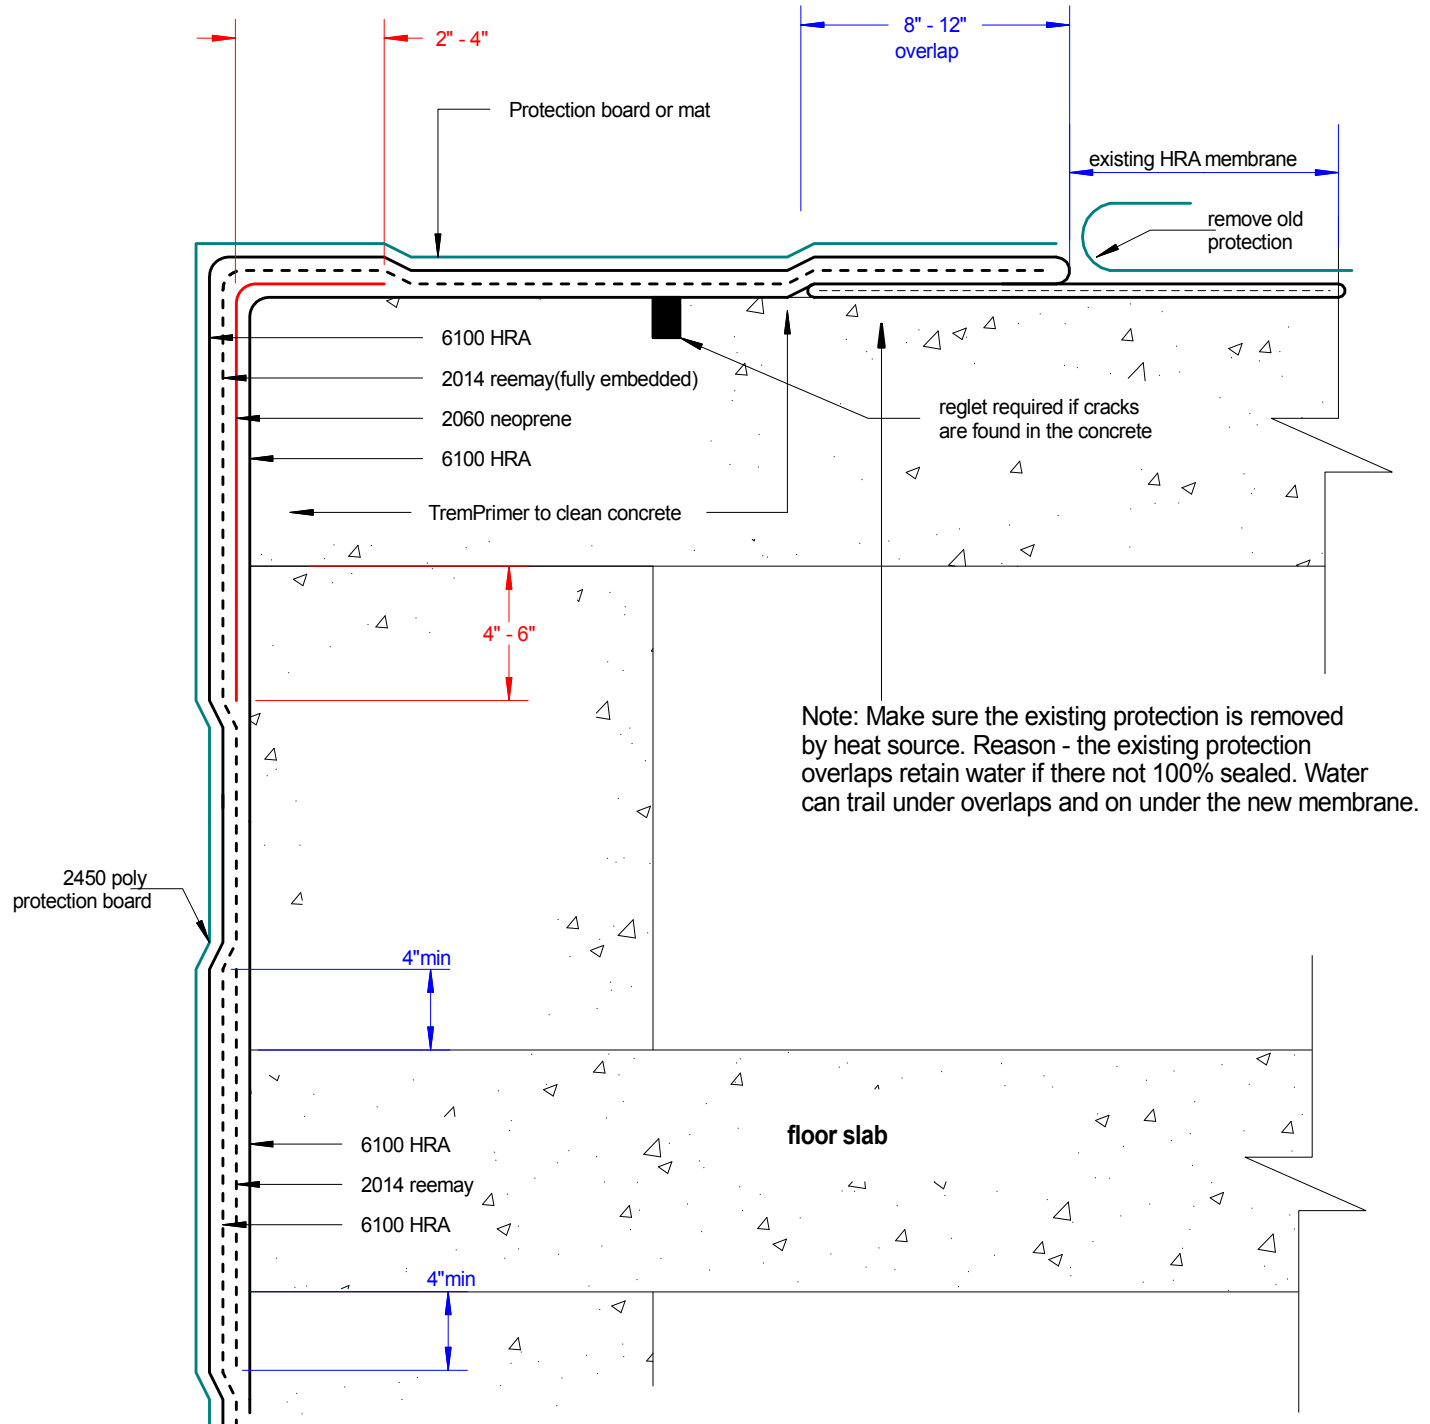 8" - 12"
overlap
2" - 4"
Protection board or mat
existing HRA membrane
remove old
protection
6100 HRA
2014 reemay(fully embedded)
2060 neoprene
6100 HRA
TremPrimer to clean concrete
reglet required if cracks
are found in the concrete
4" - 6"
Note: Make sure the existing protection is removed
by heat source. Reason - the existing protection
overlaps retain water if there not 100% sealed. Water
can trail under overlaps and on under the new membrane.
2450 poly
protection board
4"min
floor slab
6100 HRA
2014 reemay
6100 HRA
4"min